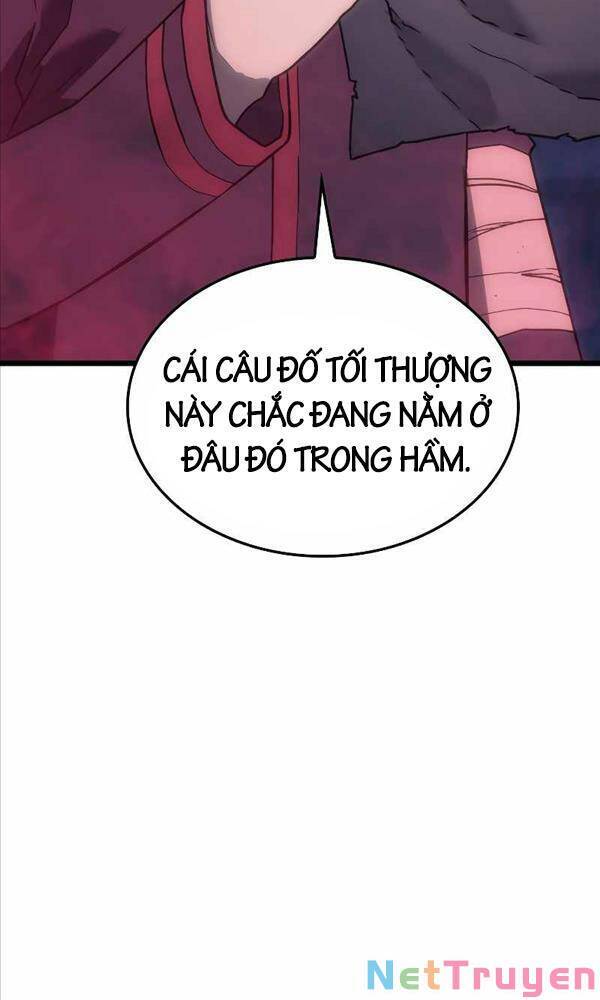 CÁI CÂU ĐỐ TỐI THƯỢNG
NÀY CHẮC ĐANG NẰM Ở
ĐÂU ĐÓ TRONG HẦM.
NetTruyen